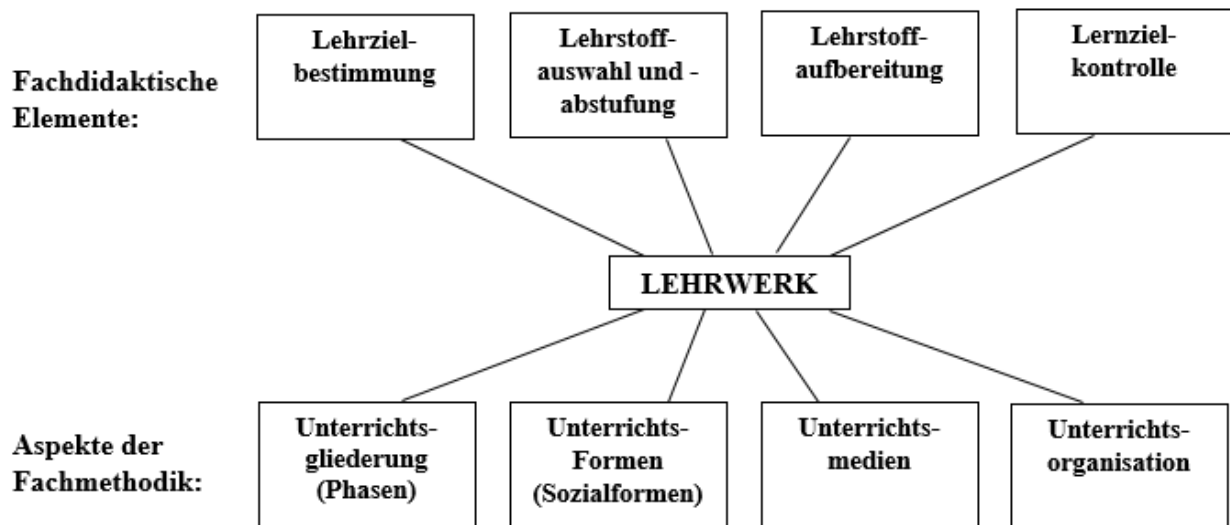 Fachdidaktische
Elemente:
Lehrziel-
bestimmung
Lehrstoff-
auswahl und -
abstufung
Lehrstoff-
aufbereitung
Lernziel-
kontrolle
LEHRWERK
Aspekte der
Fachmethodik:
Unterrichts-
gliederung
(Phasen)
Unterrichts-
Formen
(Sozialformen)
Unterrichts-
medien
Unterrichts-
organisation